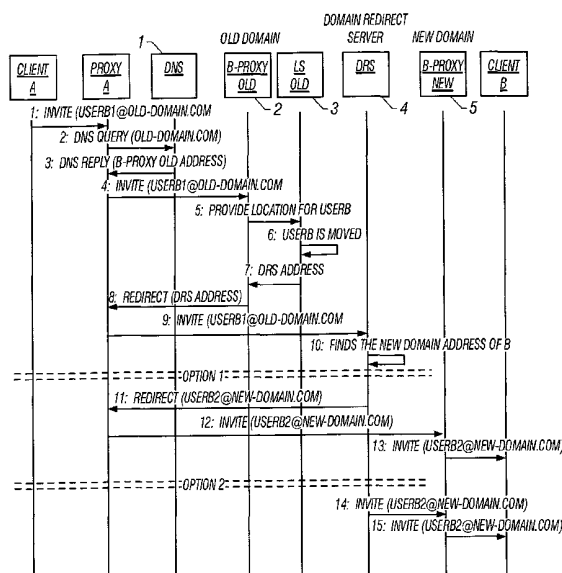 DOMAIN REDIRECT
1 OLD DOMAIN SERVER NEW DOMAIN
CLIENT A
PROXY A
DNS
B-PROXY OLD
LS OLD
DRS
B-PROXY NEW
CLIENT B
2 3 4 5
1: INVITE (USERB1@OLD-DOMAIN.COM
2: DNS QUERY (OLD-DOMAIN.COM)
3: DNS REPLY (B-PROXY OLD ADDRESS)
4: INVITE (USERB1@OLD-DOMAIN.COM
5: PROVIDE LOCATION FOR USERB
6: USERB IS MOVED
7: DRS ADDRESS
8: REDIRECT (DRS ADDRESS)
9: INVITE (USERB1@OLD-DOMAIN.COM
10: FINDS THE NEW DOMAIN ADDRESS OF B
OPTION 1
11: REDIRECT (USERB2@NEW-DOMAIN.COM)
12: INVITE (USERB2@NEW-DOMAIN.COM)
13: INVITE (USERB2@NEW-DOMAIN.COM)
OPTION 2
14: INVITE (USERB2@NEW-DOMAIN.COM)
15: INVITE (USERB2@NEW-DOMAIN.COM)